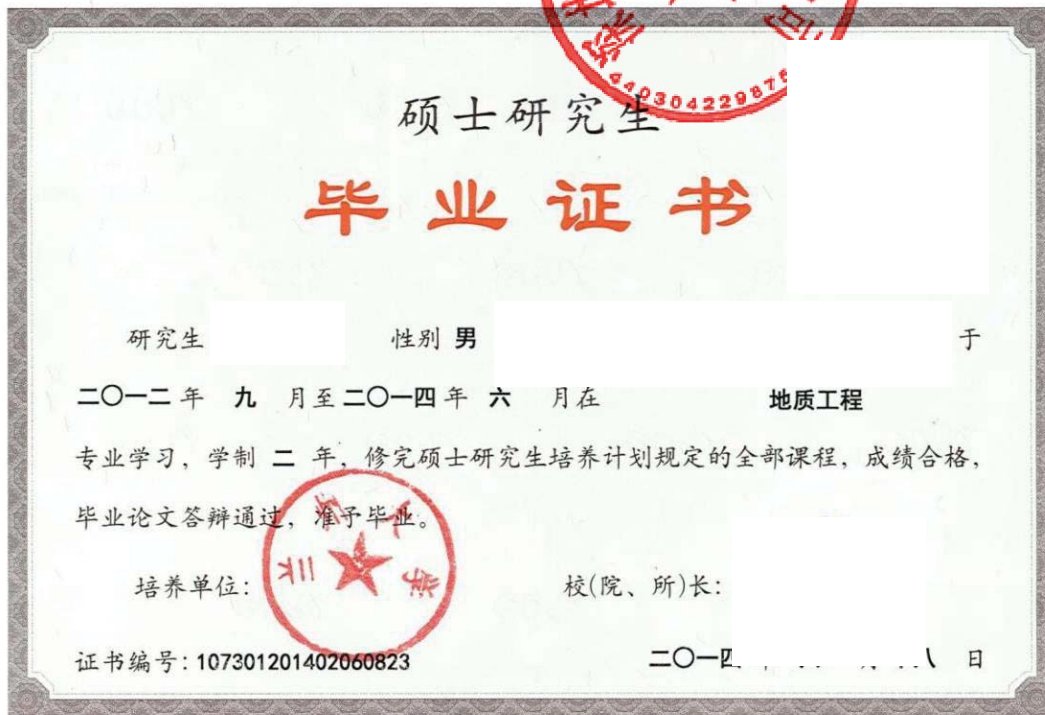 440304229876
硕士研究生
毕业证书
研究生 性别 男 于
二〇一二 年 九 月至 二〇一四 年 六 月在 地质工程
专业学习，学制 二 年，修完硕士研究生培养计划规定的全部课程，成绩合格，
毕业论文答辩通过，准予毕业。
大学
培养单位： 校(院、所)长：
证书编号：107301201402060823 二〇一四 八 日